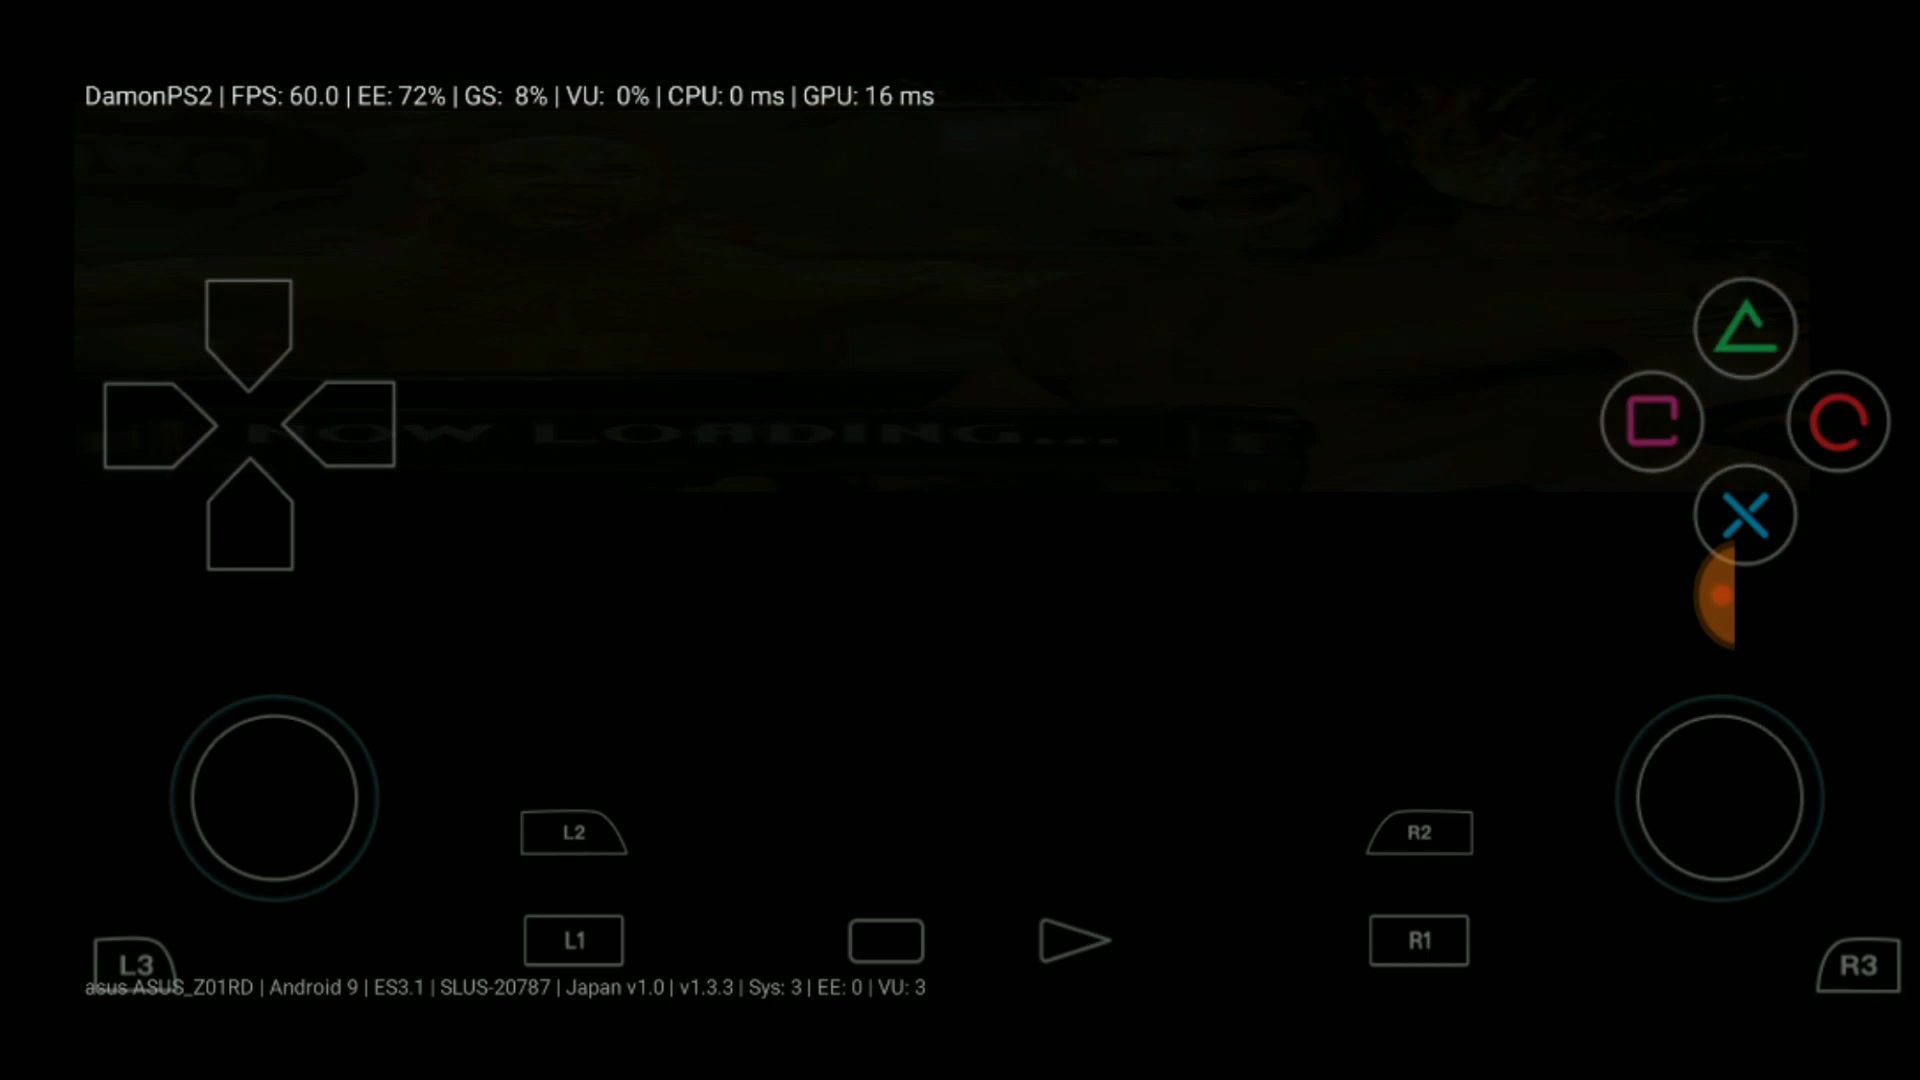 DamonPS2 | FPS: 60.0 | EE: 72% | GS: 8% | VU: 0% | CPU: 0 ms | GPU: 16 ms
NOW LOADING...
L2
R2
L1
R1
L3
R3
asus ASUS_Z01RD | Android 9 | ES3.1 | SLUS-20787 | Japan v1.0 | v1.3.3 | Sys: 3 | EE: 0 | VU: 3